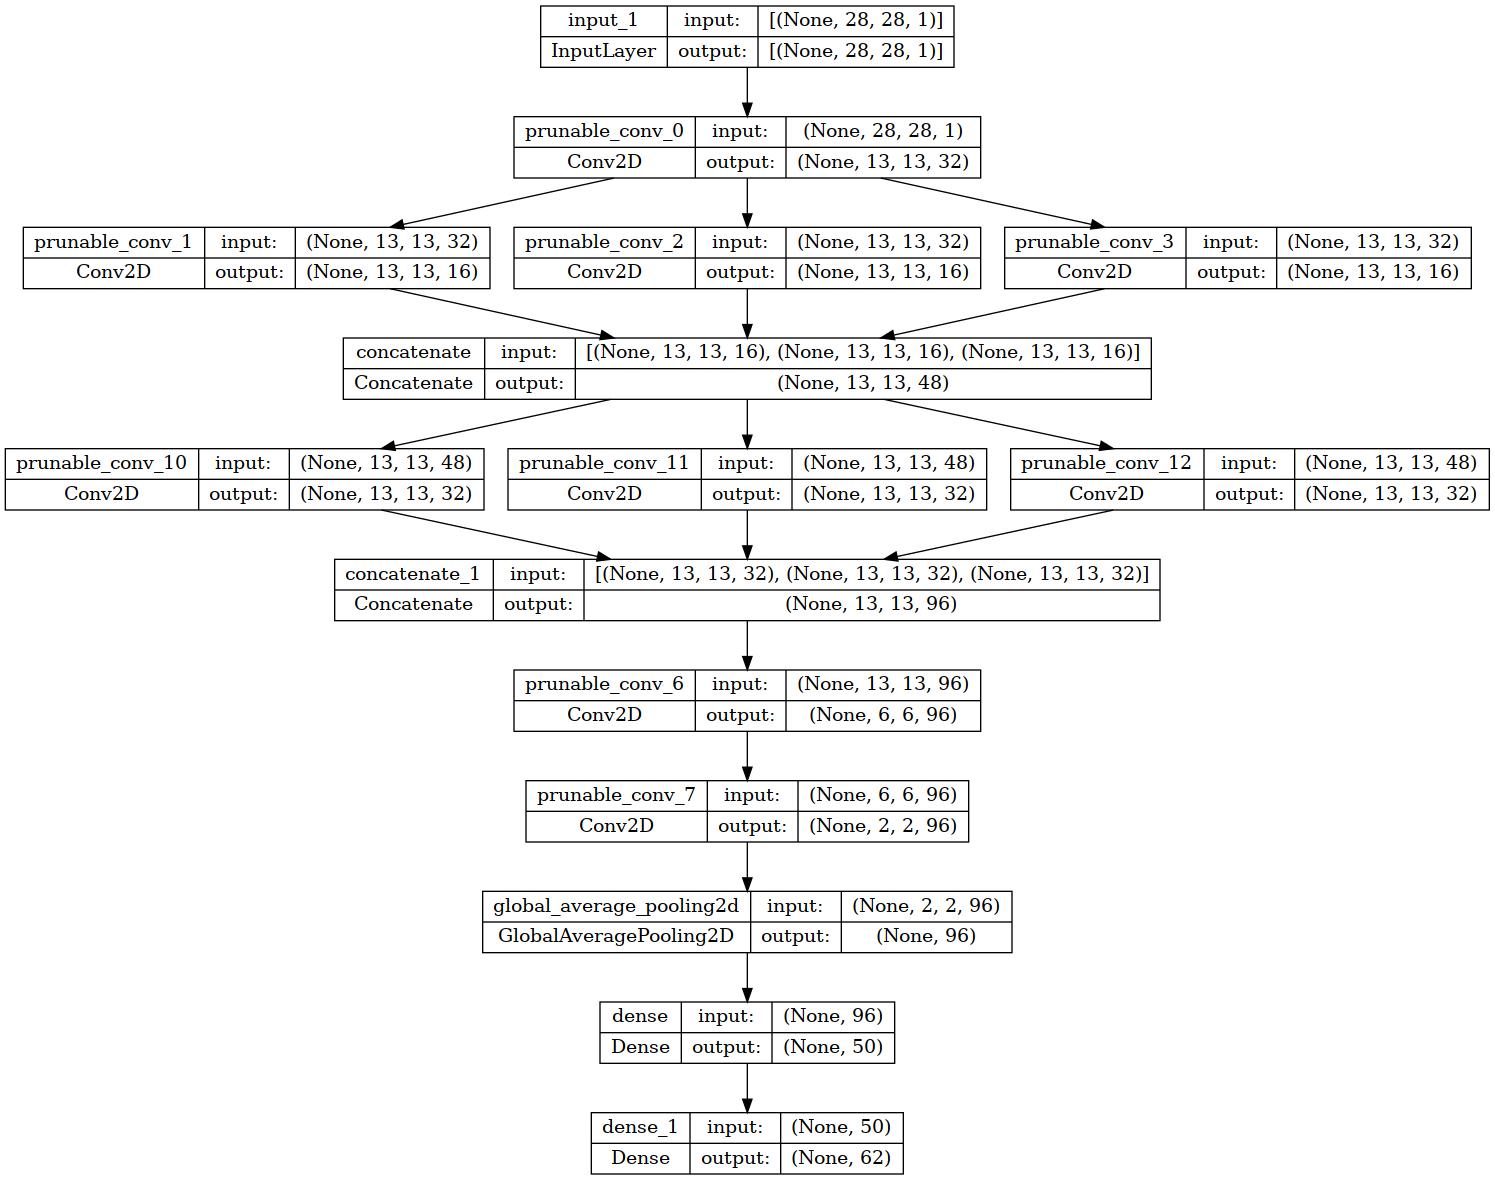 input_1 input: [(None, 28, 28, 1)]
InputLayer output: [(None, 28, 28, 1)]
prunable_conv_0 input: (None, 28, 28, 1)
Conv2D output: (None, 13, 13, 32)
prunable_conv_1 input: (None, 13, 13, 32)
Conv2D output: (None, 13, 13, 16)
prunable_conv_2 input: (None, 13, 13, 32)
Conv2D output: (None, 13, 13, 16)
prunable_conv_3 input: (None, 13, 13, 32)
Conv2D output: (None, 13, 13, 16)
concatenate input: [(None, 13, 13, 16), (None, 13, 13, 16), (None, 13, 13, 16)]
Concatenate output: (None, 13, 13, 48)
prunable_conv_10 input: (None, 13, 13, 48)
Conv2D output: (None, 13, 13, 32)
prunable_conv_11 input: (None, 13, 13, 48)
Conv2D output: (None, 13, 13, 32)
prunable_conv_12 input: (None, 13, 13, 48)
Conv2D output: (None, 13, 13, 32)
concatenate_1 input: [(None, 13, 13, 32), (None, 13, 13, 32), (None, 13, 13, 32)]
Concatenate output: (None, 13, 13, 96)
prunable_conv_6 input: (None, 13, 13, 96)
Conv2D output: (None, 6, 6, 96)
prunable_conv_7 input: (None, 6, 6, 96)
Conv2D output: (None, 2, 2, 96)
global_average_pooling2d input: (None, 2, 2, 96)
GlobalAveragePooling2D output: (None, 96)
dense input: (None, 96)
Dense output: (None, 50)
dense_1 input: (None, 50)
Dense output: (None, 62)